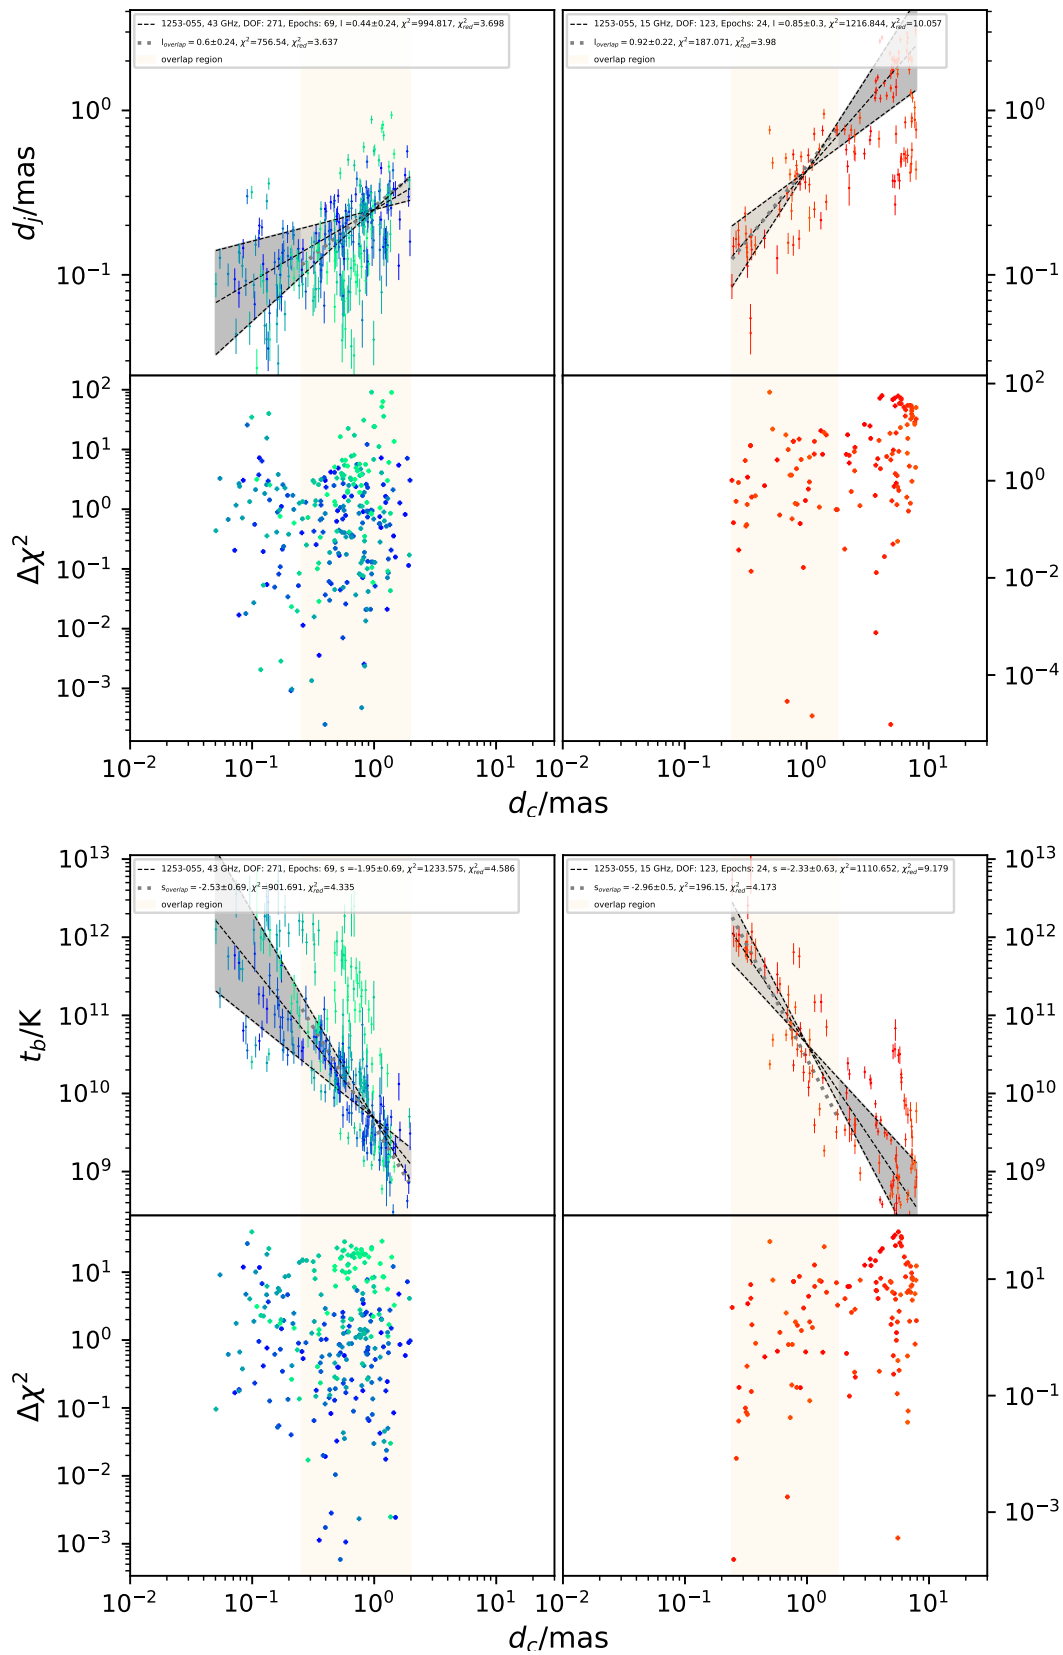 1253-055, 43 GHz, DOF: 271, Epochs: 69, l =0.44±0.24, χ²=994.817, χ²red=3.698
loverlap = 0.6±0.24, χ²=756.54, χ²red=3.637
overlap region
1253-055, 15 GHz, DOF: 123, Epochs: 24, l =0.85±0.3, χ²=1216.844, χ²red=10.057
loverlap = 0.92±0.22, χ²=187.071, χ²red=3.98
overlap region
10⁰
10⁻¹
dⱼ/mas
10⁰
10⁻¹
10²
10¹
10⁰
10⁻¹
10⁻²
10⁻³
Δχ²
10²
10⁰
10⁻²
10⁻⁴
10⁻² 10⁻¹ 10⁰ 10¹
10⁻² 10⁻¹ 10⁰ 10¹
d_c/mas
1253-055, 43 GHz, DOF: 271, Epochs: 69, s =-1.95±0.69, χ²=1233.575, χ²red=4.586
soverlap = -2.53±0.69, χ²=901.691, χ²red=4.335
overlap region
1253-055, 15 GHz, DOF: 123, Epochs: 24, s =-2.33±0.63, χ²=1110.652, χ²red=9.179
soverlap = -2.96±0.5, χ²=196.15, χ²red=4.173
overlap region
10¹³
10¹²
10¹¹
10¹⁰
10⁹
t_b/K
10¹³
10¹²
10¹¹
10¹⁰
10⁹
10¹
10⁰
10⁻¹
10⁻²
10⁻³
Δχ²
10¹
10⁻¹
10⁻³
10⁻² 10⁻¹ 10⁰ 10¹
10⁻² 10⁻¹ 10⁰ 10¹
d_c/mas